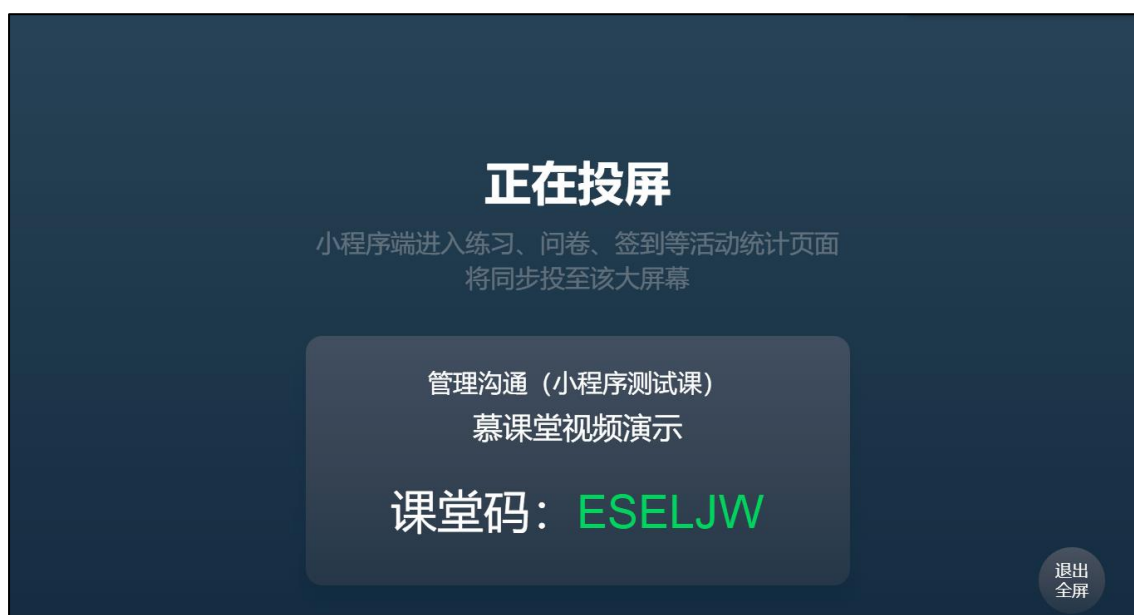 正在投屏
小程序端进入练习、问卷、签到等活动统计页面
将同步投至该大屏幕
管理沟通（小程序测试课）
慕课堂视频演示
课堂码：ESELJW
退出
全屏